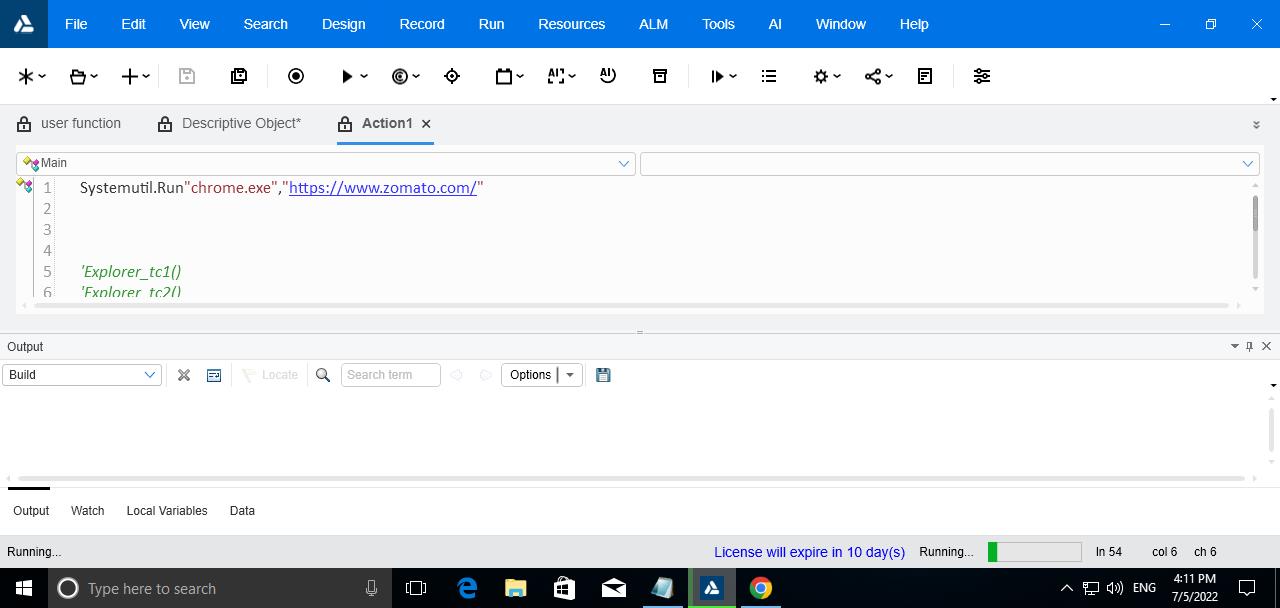 File Edit View Search Design Record Run Resources ALM Tools AI Window Help
user function Descriptive Object* Action1
Main
1 Systemutil.Run"chrome.exe","https://www.zomato.com/"
2
3
4
5 'Explorer_tc1()
6 'Explorer_tc2()
Output
Build Locate Search term Options
Output Watch Local Variables Data
Running... License will expire in 10 day(s) Running... ln 54 col 6 ch 6
Type here to search ENG 4:11 PM
7/5/2022